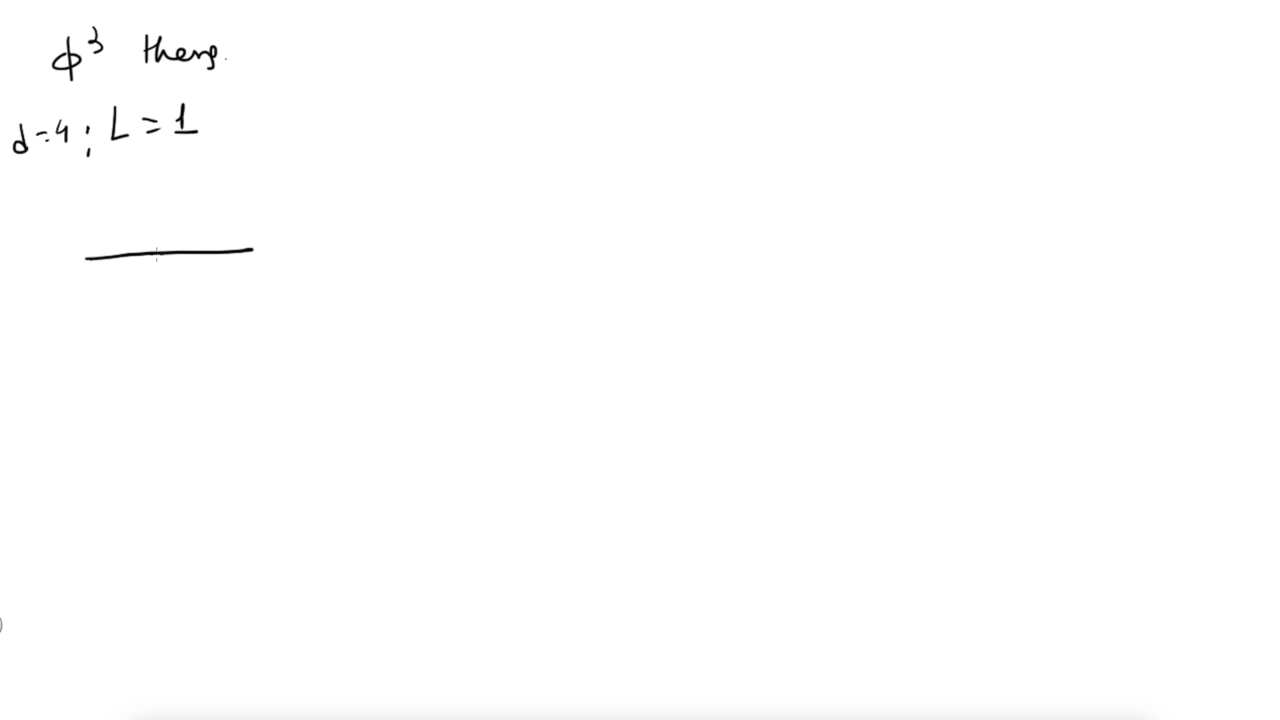 ϕ³ theory.
d=4 ; L = 1